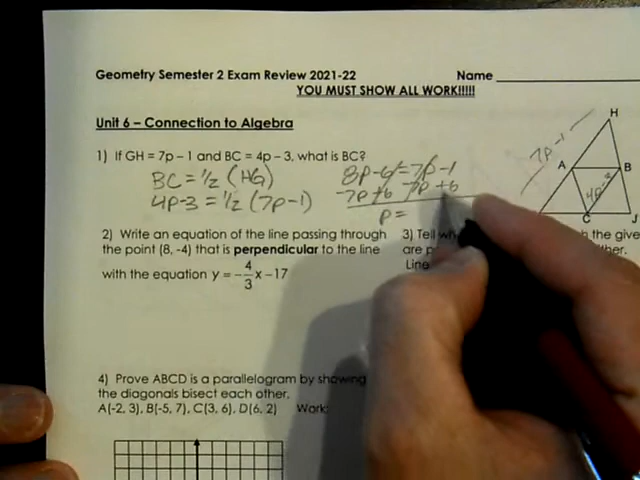 Geometry Semester 2 Exam Review 2021-22 Name
YOU MUST SHOW ALL WORK!!!!!
Unit 6 – Connection to Algebra
1) If GH = 7p – 1 and BC = 4p – 3, what is BC?
BC = ½ (HG)
4p-3 = ½ (7p-1)
8p-6 = 7p-1
-7p+6 -7p+6
p =
H
7p-1
A
B
4p-3
C
J
2) Write an equation of the line passing through
the point (8, -4) that is perpendicular to the line
with the equation y = -4/3x - 17
3) Tell the give
are p ther.
Line
4) Prove ABCD is a parallelogram by showing
the diagonals bisect each other.
A(-2, 3), B(-5, 7), C(3, 6), D(6, 2) Work: